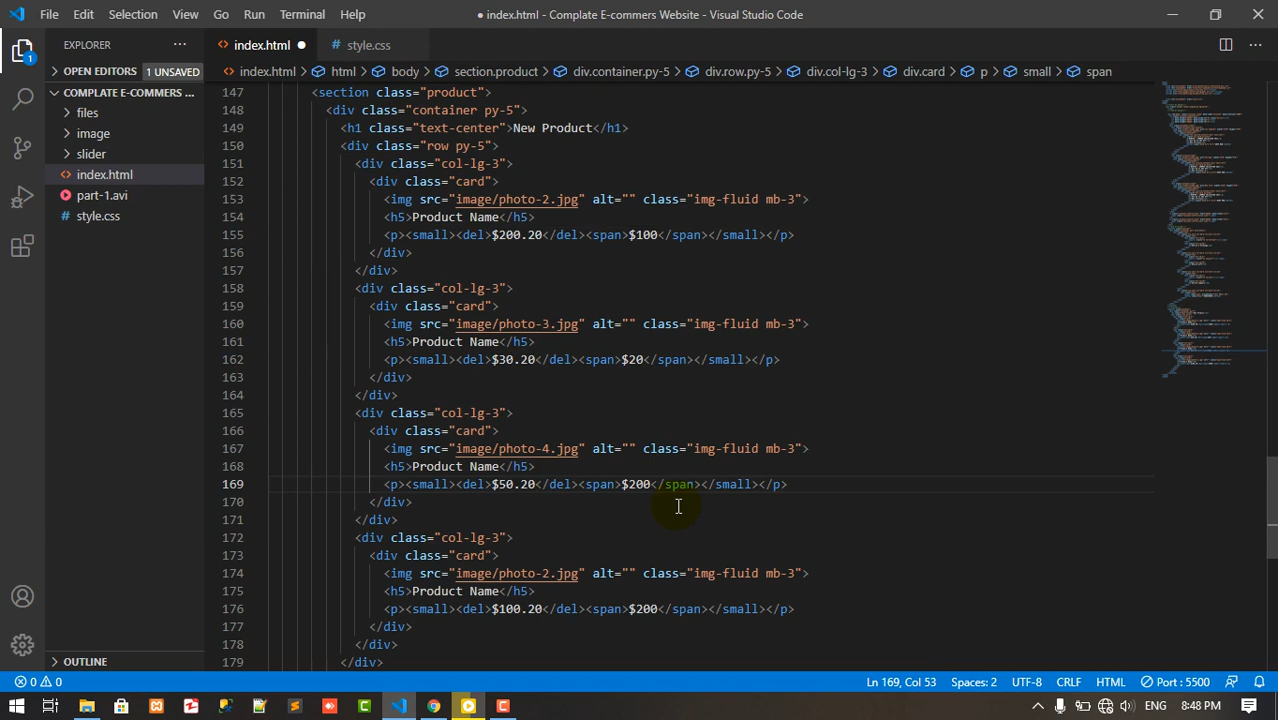 File Edit Selection View Go Run Terminal Help
● index.html - Complate E-commers Website - Visual Studio Code
EXPLORER
index.html
# style.css
OPEN EDITORS 1 UNSAVED
index.html > html > body > section.product > div.container.py-5 > div.row.py-5 > div.col-lg-3 > div.card > p > small > span
COMPLATE E-COMMERS ...
files
image
slider
index.html
part-1.avi
# style.css
1
147 <section class="product">
148 <div class="container py-5">
149 <h1 class="text-center">New Product</h1>
150 <div class="row py-5">
151 <div class="col-lg-3">
152 <div class="card">
153 <img src="image/photo-2.jpg" alt="" class="img-fluid mb-3">
154 <h5>Product Name</h5>
155 <p><small><del>$200.20</del><span>$100</span></small></p>
156 </div>
157 </div>
158 <div class="col-lg-3">
159 <div class="card">
160 <img src="image/photo-3.jpg" alt="" class="img-fluid mb-3">
161 <h5>Product Name</h5>
162 <p><small><del>$30.20</del><span>$20</span></small></p>
163 </div>
164 </div>
165 <div class="col-lg-3">
166 <div class="card">
167 <img src="image/photo-4.jpg" alt="" class="img-fluid mb-3">
168 <h5>Product Name</h5>
169 <p><small><del>$50.20</del><span>$200</span></small></p>
170 </div>
171 </div>
172 <div class="col-lg-3">
173 <div class="card">
174 <img src="image/photo-2.jpg" alt="" class="img-fluid mb-3">
175 <h5>Product Name</h5>
176 <p><small><del>$100.20</del><span>$200</span></small></p>
177 </div>
178 </div>
179 </div>
OUTLINE
0 0
Ln 169, Col 53 Spaces: 2 UTF-8 CRLF HTML Port : 5500
ENG 8:48 PM